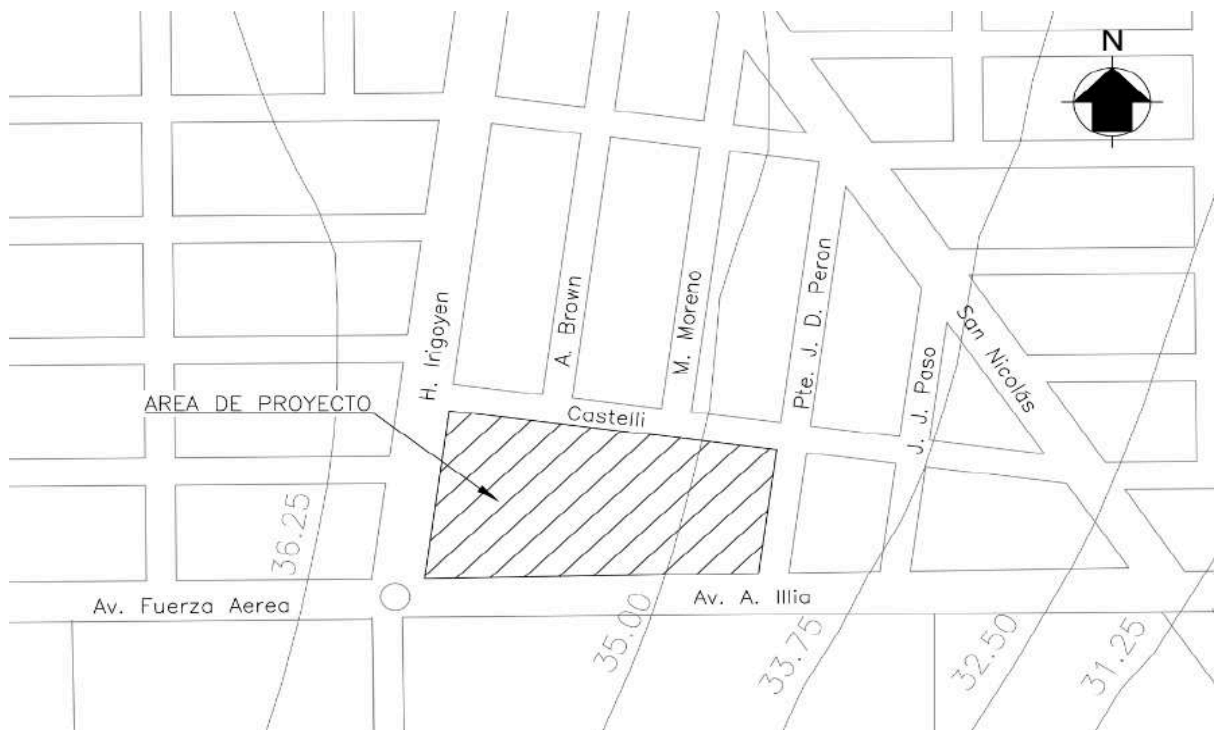 N
H. Irigoyen
A. Brown
M. Moreno
Pte. J. D. Peron
J. J. Paso
San Nicolás
AREA DE PROYECTO
Castelli
36.25
Av. Fuerza Aerea
Av. A. Illia
35.00
33.75
32.50
31.25